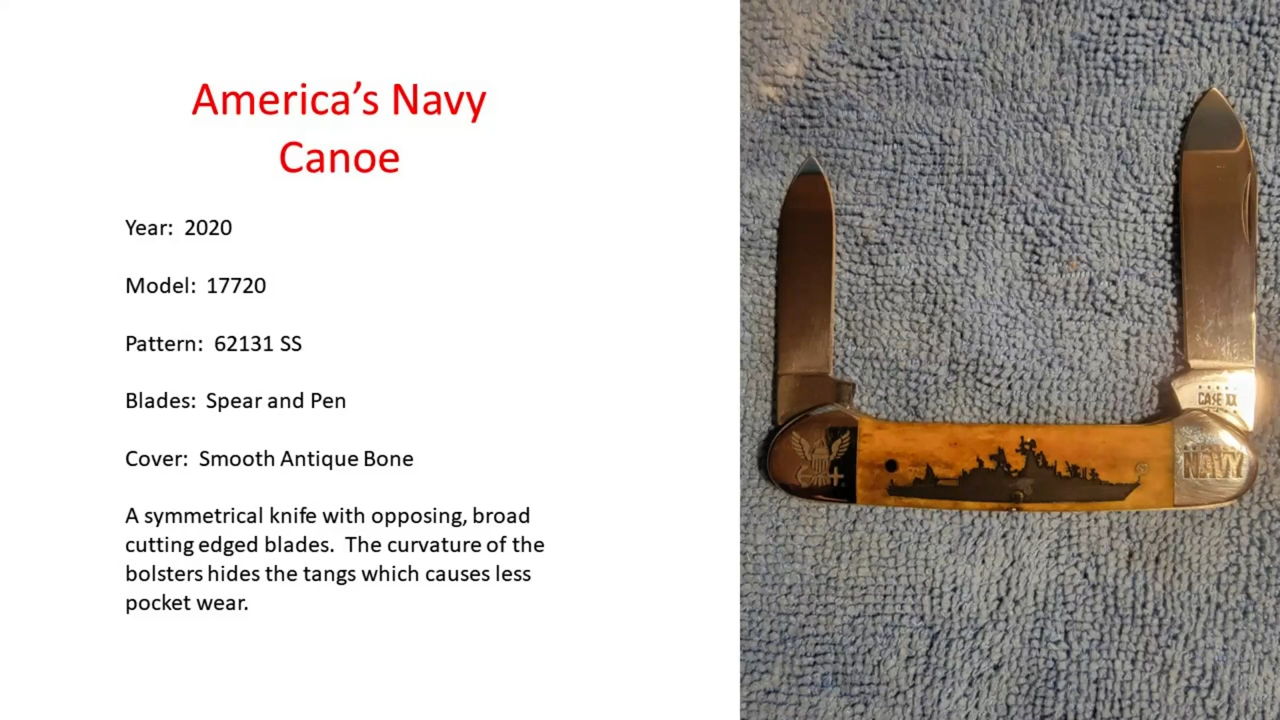 America’s Navy
Canoe
Year: 2020
Model: 17720
Pattern: 62131 SS
Blades: Spear and Pen
Cover: Smooth Antique Bone
A symmetrical knife with opposing, broad
cutting edged blades. The curvature of the
bolsters hides the tangs which causes less
pocket wear.
CASE XX
NAVY